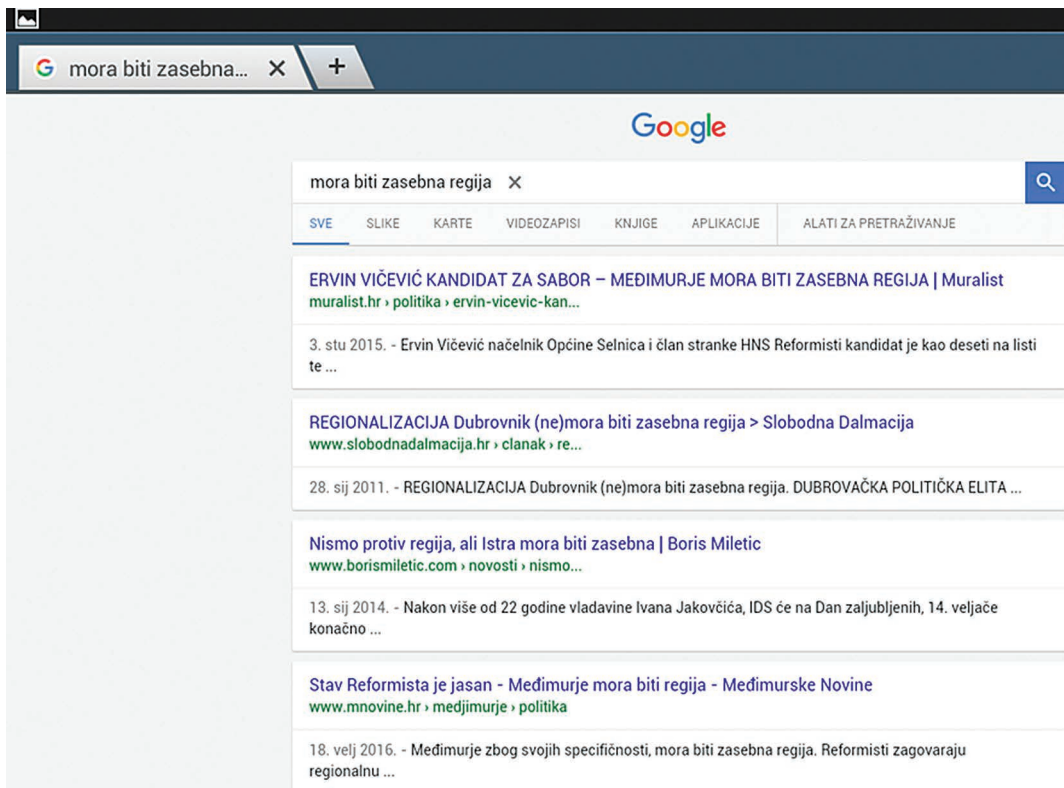 mora biti zasebna...
Google
mora biti zasebna regija
SVE SLIKE KARTE VIDEOZAPISI KNJIGE APLIKACIJE ALATI ZA PRETRAŽIVANJE
ERVIN VIČEVIĆ KANDIDAT ZA SABOR – MEĐIMURJE MORA BITI ZASEBNA REGIJA | Muralist
muralist.hr › politika › ervin-vicevic-kan...
3. stu 2015. - Ervin Vičević načelnik Općine Selnica i član stranke HNS Reformisti kandidat je kao deseti na listi
te ...
REGIONALIZACIJA Dubrovnik (ne)mora biti zasebna regija > Slobodna Dalmacija
www.slobodnadalmacija.hr › clanak › re...
28. sij 2011. - REGIONALIZACIJA Dubrovnik (ne)mora biti zasebna regija. DUBROVAČKA POLITIČKA ELITA ...
Nismo protiv regija, ali Istra mora biti zasebna | Boris Miletic
www.borismiletic.com › novosti › nismo...
13. sij 2014. - Nakon više od 22 godine vladavine Ivana Jakovčića, IDS će na Dan zaljubljenih, 14. veljače
konačno ...
Stav Reformista je jasan - Međimurje mora biti regija - Međimurske Novine
www.mnovine.hr › medjimurje › politika
18. velj 2016. - Međimurje zbog svojih specifičnosti, mora biti zasebna regija. Reformisti zagovaraju
regionalnu ...